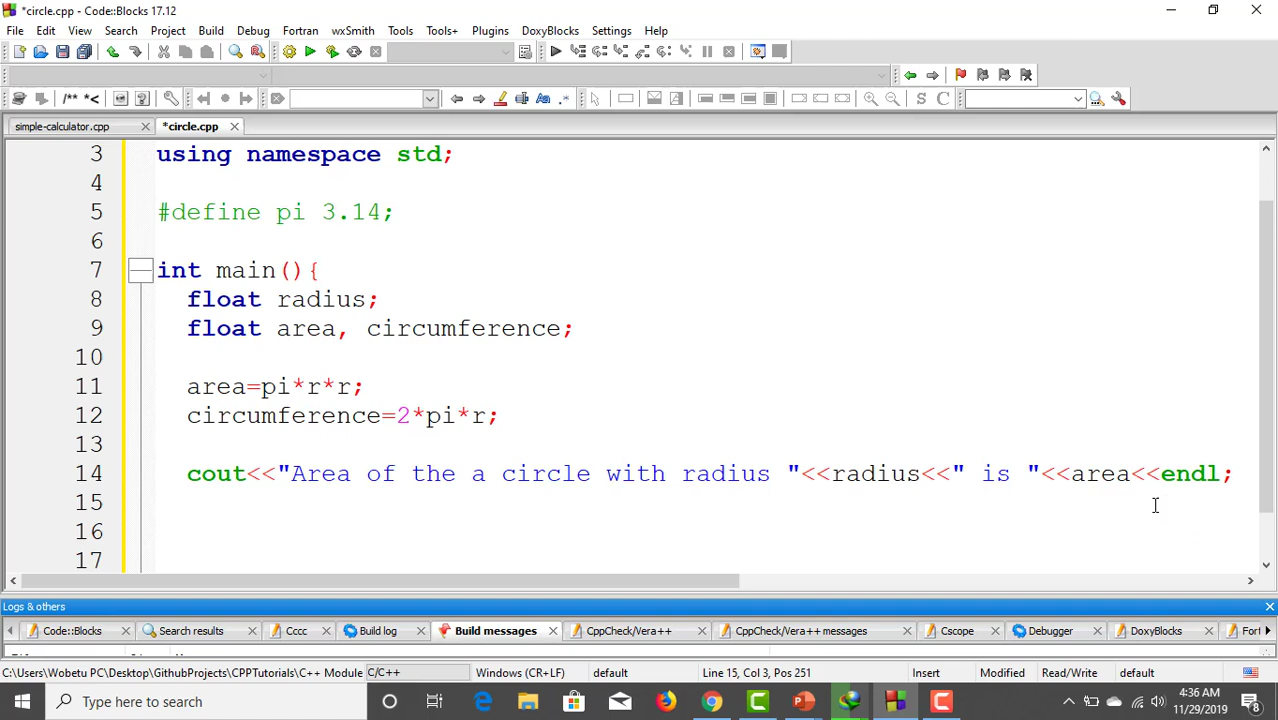 *circle.cpp - Code::Blocks 17.12
File Edit View Search Project Build Debug Fortran wxSmith Tools Tools+ Plugins DoxyBlocks Settings Help
/** *<
S C
simple-calculator.cpp *circle.cpp
3 using namespace std;
4
5 #define pi 3.14;
6
7 int main(){
8 float radius;
9 float area, circumference;
10
11 area=pi*r*r;
12 circumference=2*pi*r;
13
14 cout<<"Area of the a circle with radius "<<radius<<" is "<<area<<endl;
15
16
17
Logs & others
Code::Blocks Search results Cccc Build log Build messages CppCheck/Vera++ CppCheck/Vera++ messages Cscope Debugger DoxyBlocks Fort
C:\Users\Wobetu PC\Desktop\GithubProjects\CPPTutorials\C++ Module C/C++ Windows (CR+LF) default Line 15, Col 3, Pos 251 Insert Modified Read/Write default
Type here to search
4:36 AM
11/29/2019
8